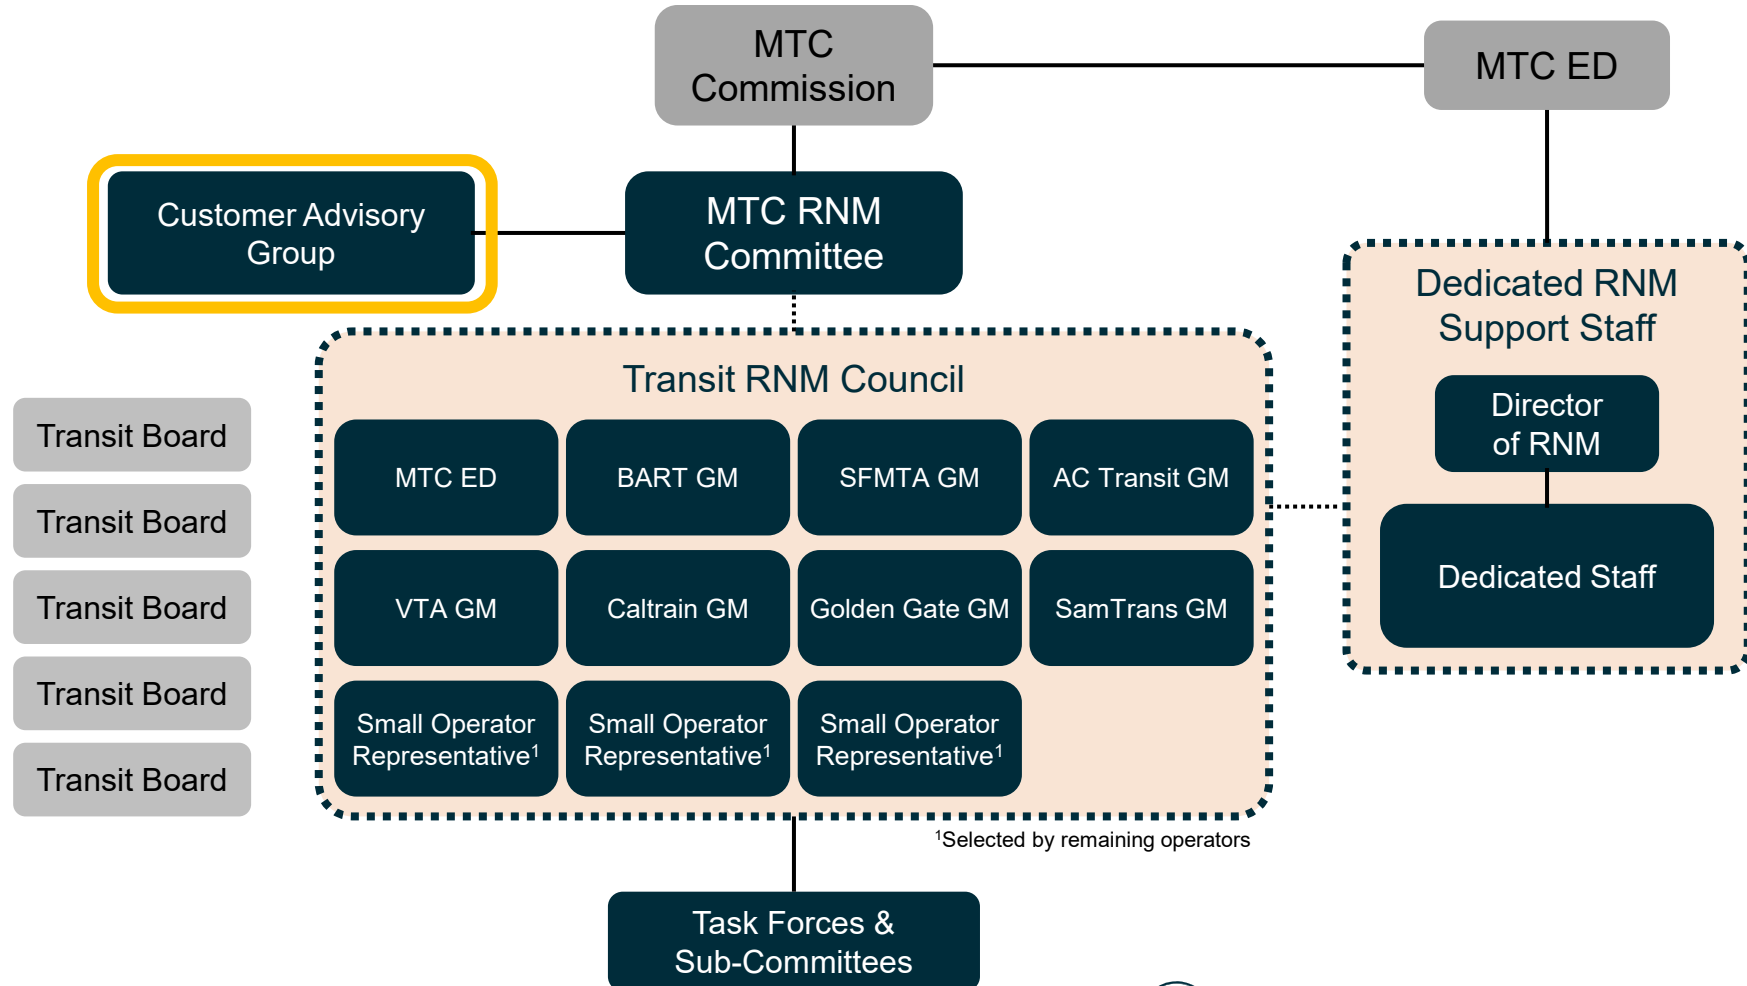 MTC
Commission
MTC ED
Customer Advisory
Group
MTC RNM
Committee
Dedicated RNM
Support Staff
Director
of RNM
Dedicated Staff
Transit RNM Council
MTC ED
BART GM
SFMTA GM
AC Transit GM
VTA GM
Caltrain GM
Golden Gate GM
SamTrans GM
Small Operator
Representative¹
Small Operator
Representative¹
Small Operator
Representative¹
¹Selected by remaining operators
Transit Board
Transit Board
Transit Board
Transit Board
Transit Board
Task Forces &
Sub-Committees